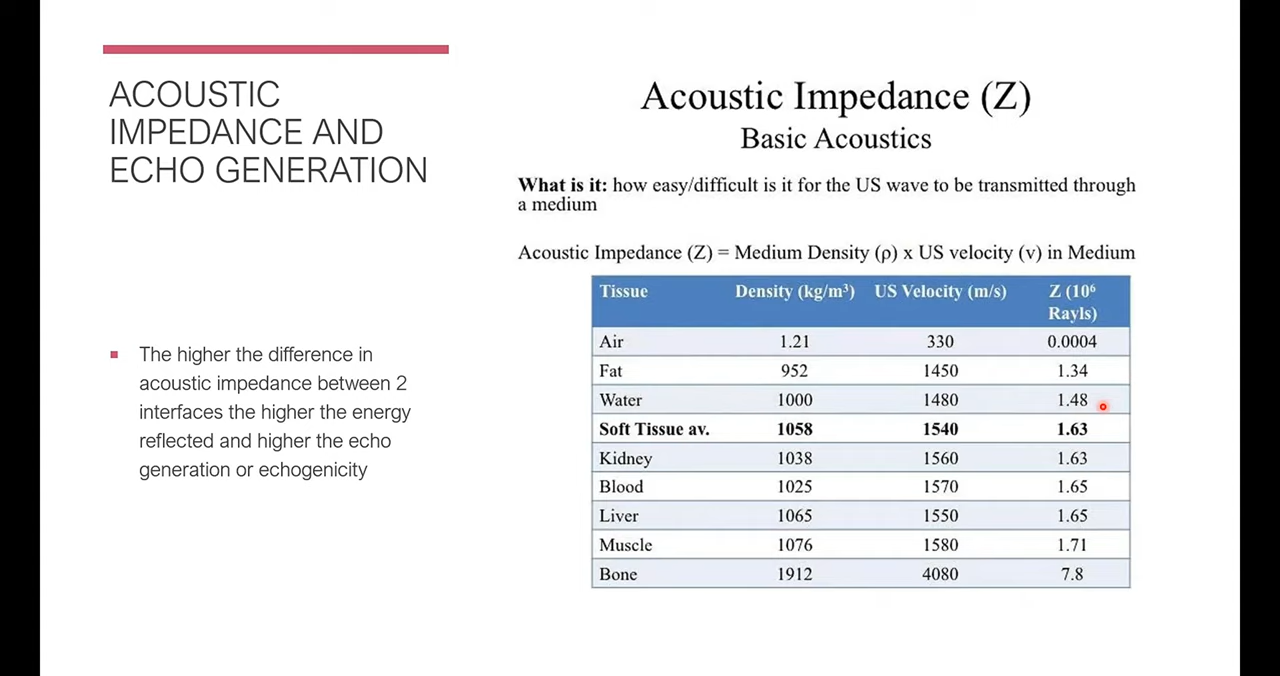 ACOUSTIC
IMPEDANCE AND
ECHO GENERATION
The higher the difference in
acoustic impedance between 2
interfaces the higher the energy
reflected and higher the echo
generation or echogenicity
Acoustic Impedance (Z)
Basic Acoustics
What is it: how easy/difficult is it for the US wave to be transmitted through
a medium
Acoustic Impedance (Z) = Medium Density (ρ) x US velocity (v) in Medium
Tissue Density (kg/m³) US Velocity (m/s) Z (10⁶
Rayls)
Air 1.21 330 0.0004
Fat 952 1450 1.34
Water 1000 1480 1.48
Soft Tissue av. 1058 1540 1.63
Kidney 1038 1560 1.63
Blood 1025 1570 1.65
Liver 1065 1550 1.65
Muscle 1076 1580 1.71
Bone 1912 4080 7.8